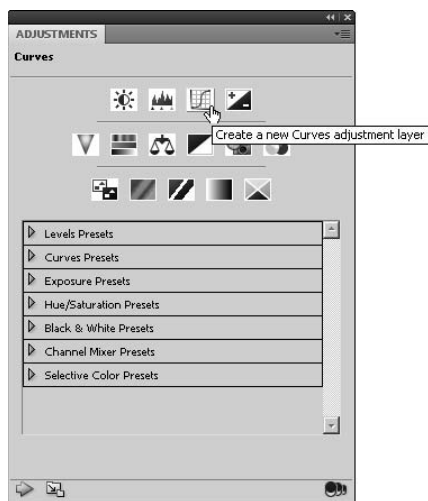 ADJUSTMENTS
Curves
Create a new Curves adjustment layer
Levels Presets
Curves Presets
Exposure Presets
Hue/Saturation Presets
Black & White Presets
Channel Mixer Presets
Selective Color Presets